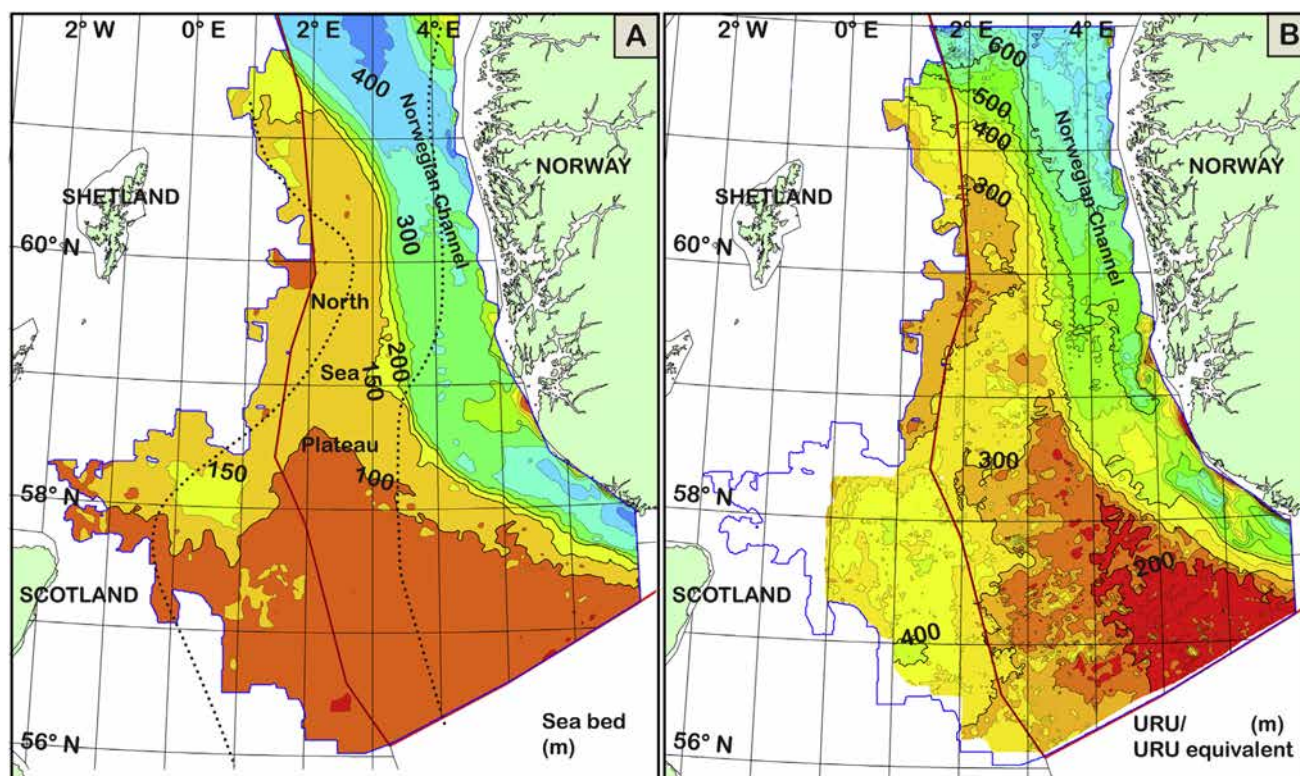 2° W
0° E
2° E
4° E
A
400
Norwegian Channel
NORWAY
SHETLAND
300
60° N
North
200
Sea
150
Plateau
150
100
58° N
SCOTLAND
Sea bed
(m)
56° N
2° W
0° E
2° E
4° E
B
600
500
400
Norwegian Channel
NORWAY
300
SHETLAND
60° N
300
58° N
200
SCOTLAND
400
URU/ (m)
URU equivalent
56° N